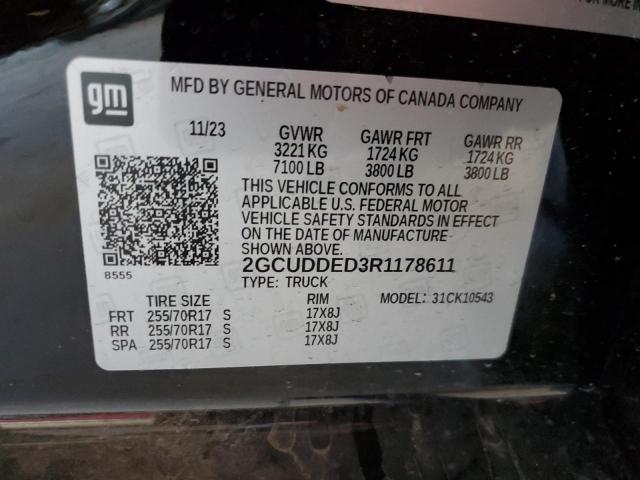 FOR MORE IN
gm
MFD BY GENERAL MOTORS OF CANADA COMPANY
11/23 GVWR GAWR FRT GAWR RR
3221 KG 1724 KG 1724 KG
7100 LB 3800 LB 3800 LB
THIS VEHICLE CONFORMS TO ALL
APPLICABLE U.S. FEDERAL MOTOR
VEHICLE SAFETY STANDARDS IN EFFECT
ON THE DATE OF MANUFACTURE
SHOWN ABOVE.
8555
2GCUDDED3R1178611
TYPE: TRUCK MODEL: 31CK10543
TIRE SIZE RIM
FRT 255/70R17 S 17X8J
RR 255/70R17 S 17X8J
SPA 255/70R17 S 17X8J